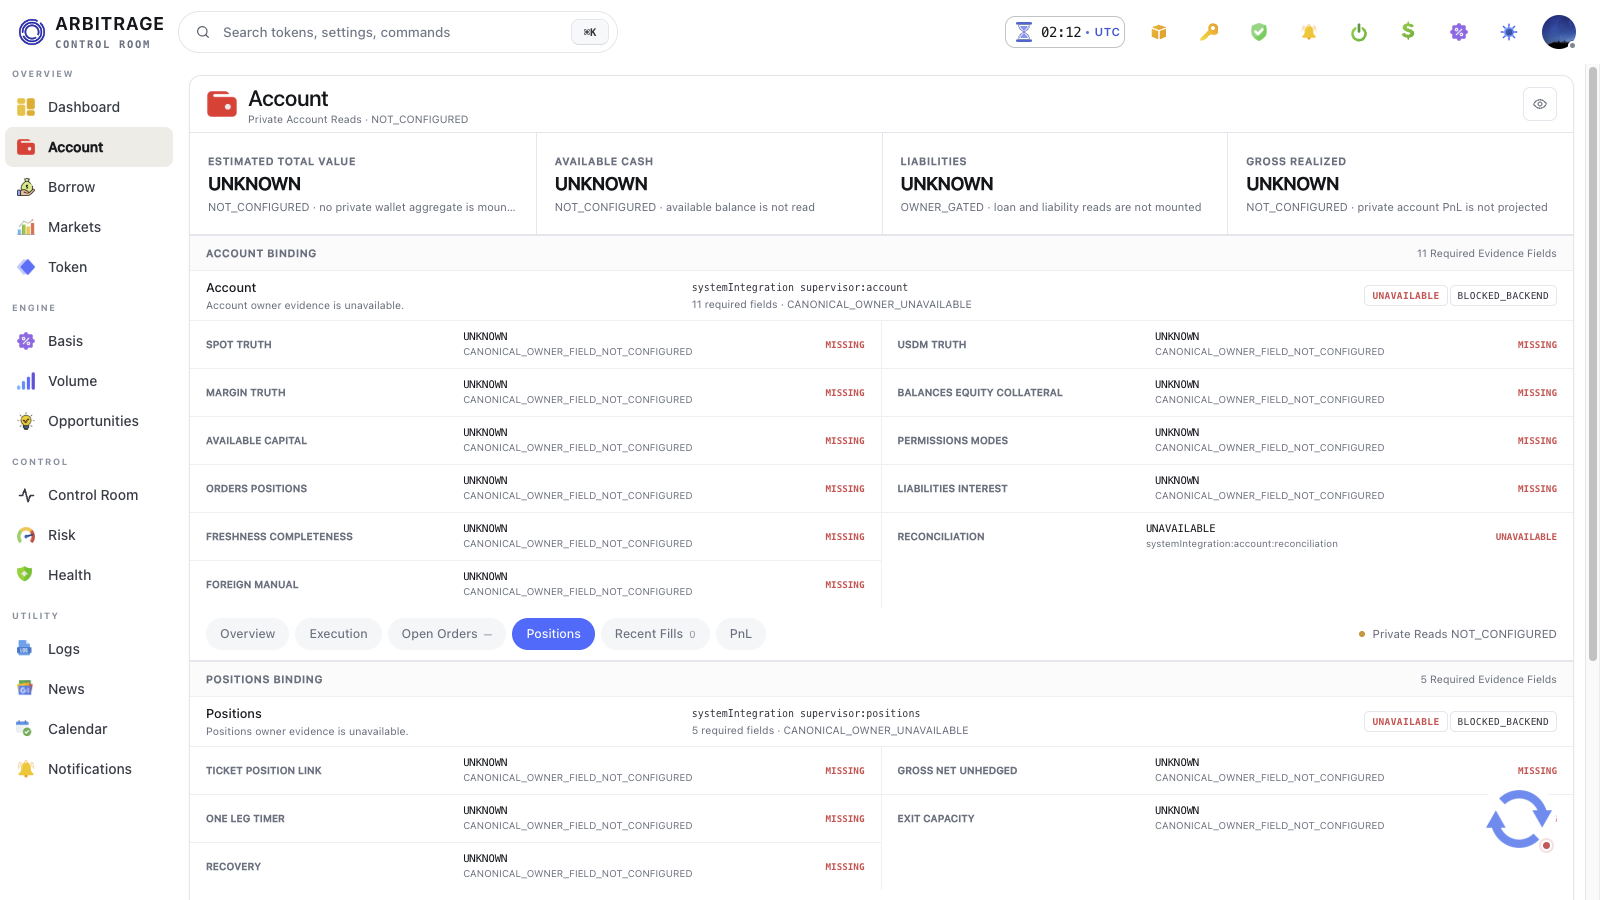 ARBITRAGE
CONTROL ROOM
Search tokens, settings, commands
⌘K
02:12 • UTC
OVERVIEW
Dashboard
Account
Borrow
Markets
Token
ENGINE
Basis
Volume
Opportunities
CONTROL
Control Room
Risk
Health
UTILITY
Logs
News
Calendar
Notifications
Account
Private Account Reads · NOT_CONFIGURED
ESTIMATED TOTAL VALUE
UNKNOWN
NOT_CONFIGURED · no private wallet aggregate is moun...
AVAILABLE CASH
UNKNOWN
NOT_CONFIGURED · available balance is not read
LIABILITIES
UNKNOWN
OWNER_GATED · loan and liability reads are not mounted
GROSS REALIZED
UNKNOWN
NOT_CONFIGURED · private account PnL is not projected
ACCOUNT BINDING
11 Required Evidence Fields
Account
Account owner evidence is unavailable.
systemIntegration supervisor:account
11 required fields · CANONICAL_OWNER_UNAVAILABLE
UNAVAILABLE
BLOCKED_BACKEND
SPOT TRUTH
UNKNOWN
CANONICAL_OWNER_FIELD_NOT_CONFIGURED
MISSING
USDM TRUTH
UNKNOWN
CANONICAL_OWNER_FIELD_NOT_CONFIGURED
MISSING
MARGIN TRUTH
UNKNOWN
CANONICAL_OWNER_FIELD_NOT_CONFIGURED
MISSING
BALANCES EQUITY COLLATERAL
UNKNOWN
CANONICAL_OWNER_FIELD_NOT_CONFIGURED
MISSING
AVAILABLE CAPITAL
UNKNOWN
CANONICAL_OWNER_FIELD_NOT_CONFIGURED
MISSING
PERMISSIONS MODES
UNKNOWN
CANONICAL_OWNER_FIELD_NOT_CONFIGURED
MISSING
ORDERS POSITIONS
UNKNOWN
CANONICAL_OWNER_FIELD_NOT_CONFIGURED
MISSING
LIABILITIES INTEREST
UNKNOWN
CANONICAL_OWNER_FIELD_NOT_CONFIGURED
MISSING
FRESHNESS COMPLETENESS
UNKNOWN
CANONICAL_OWNER_FIELD_NOT_CONFIGURED
MISSING
RECONCILIATION
UNAVAILABLE
systemIntegration:account:reconciliation
UNAVAILABLE
FOREIGN MANUAL
UNKNOWN
CANONICAL_OWNER_FIELD_NOT_CONFIGURED
MISSING
Overview
Execution
Open Orders —
Positions
Recent Fills 0
PnL
Private Reads NOT_CONFIGURED
POSITIONS BINDING
5 Required Evidence Fields
Positions
Positions owner evidence is unavailable.
systemIntegration supervisor:positions
5 required fields · CANONICAL_OWNER_UNAVAILABLE
UNAVAILABLE
BLOCKED_BACKEND
TICKET POSITION LINK
UNKNOWN
CANONICAL_OWNER_FIELD_NOT_CONFIGURED
MISSING
GROSS NET UNHEDGED
UNKNOWN
CANONICAL_OWNER_FIELD_NOT_CONFIGURED
MISSING
ONE LEG TIMER
UNKNOWN
CANONICAL_OWNER_FIELD_NOT_CONFIGURED
MISSING
EXIT CAPACITY
UNKNOWN
CANONICAL_OWNER_FIELD_NOT_CONFIGURED
RECOVERY
UNKNOWN
CANONICAL_OWNER_FIELD_NOT_CONFIGURED
MISSING